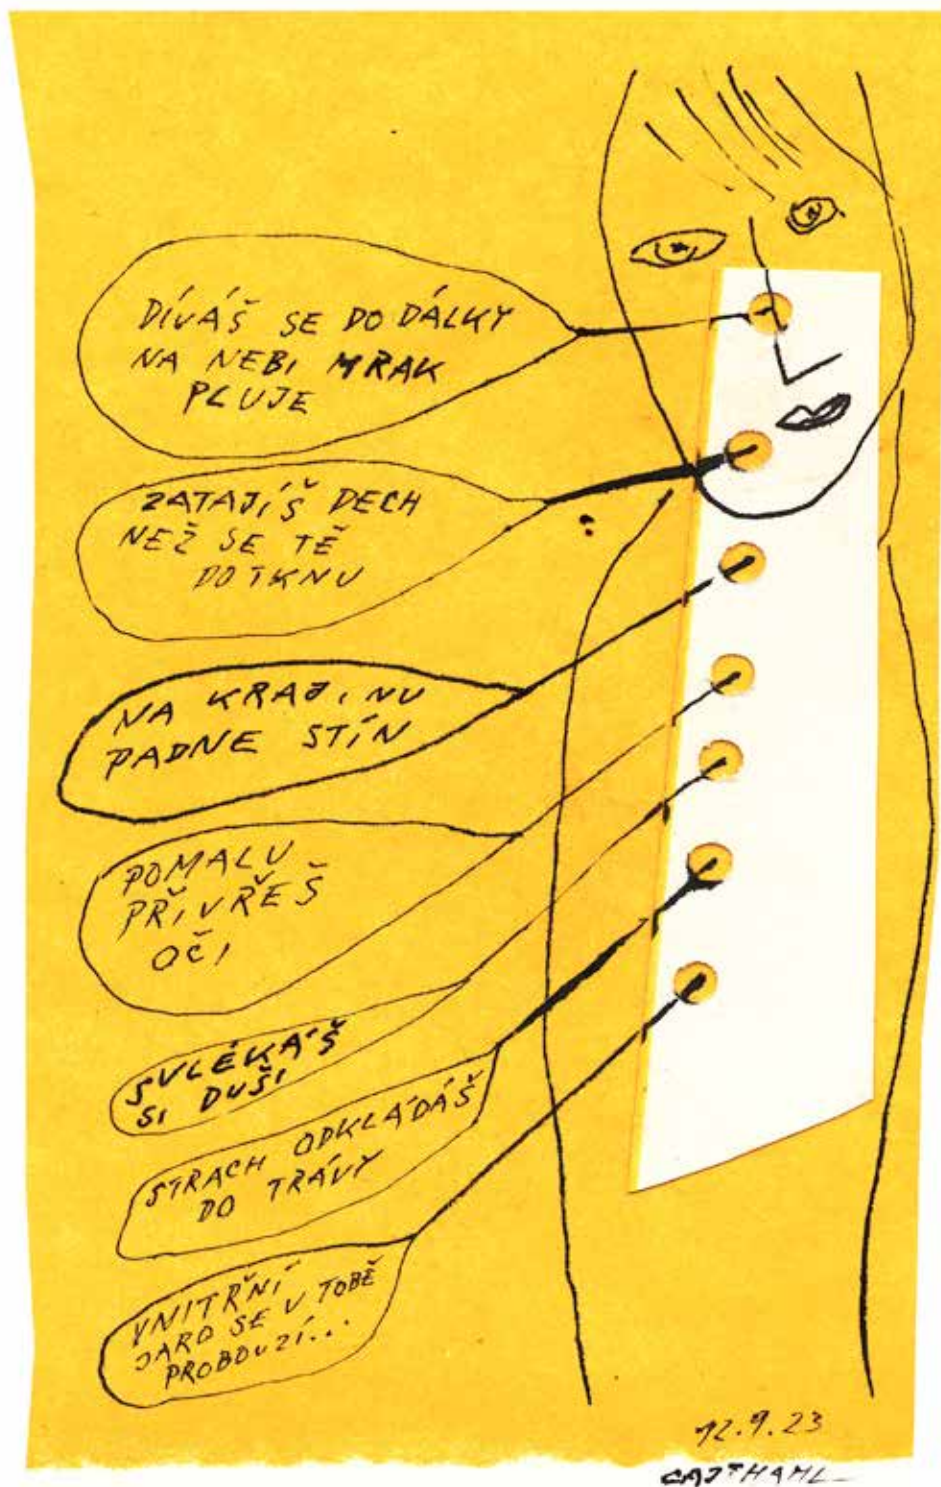 DÍVÁŠ SE DO DÁLKY
NA NEBI MRAK
PLUJE
ZATAJÍŠ DECH
NEŽ SE TĚ
DOTKNU
NA KRAJINU
PADNE STÍN
POMALU
PŘIVŘEŠ
OČI
SVLÉKÁŠ
SI DUŠI
STRACH ODKLÁDÁŠ
DO TRÁVY
VNITŘNÍ
JARO SE V TOBĚ
PROBOUZÍ...
12.9.23
CAJTHAML